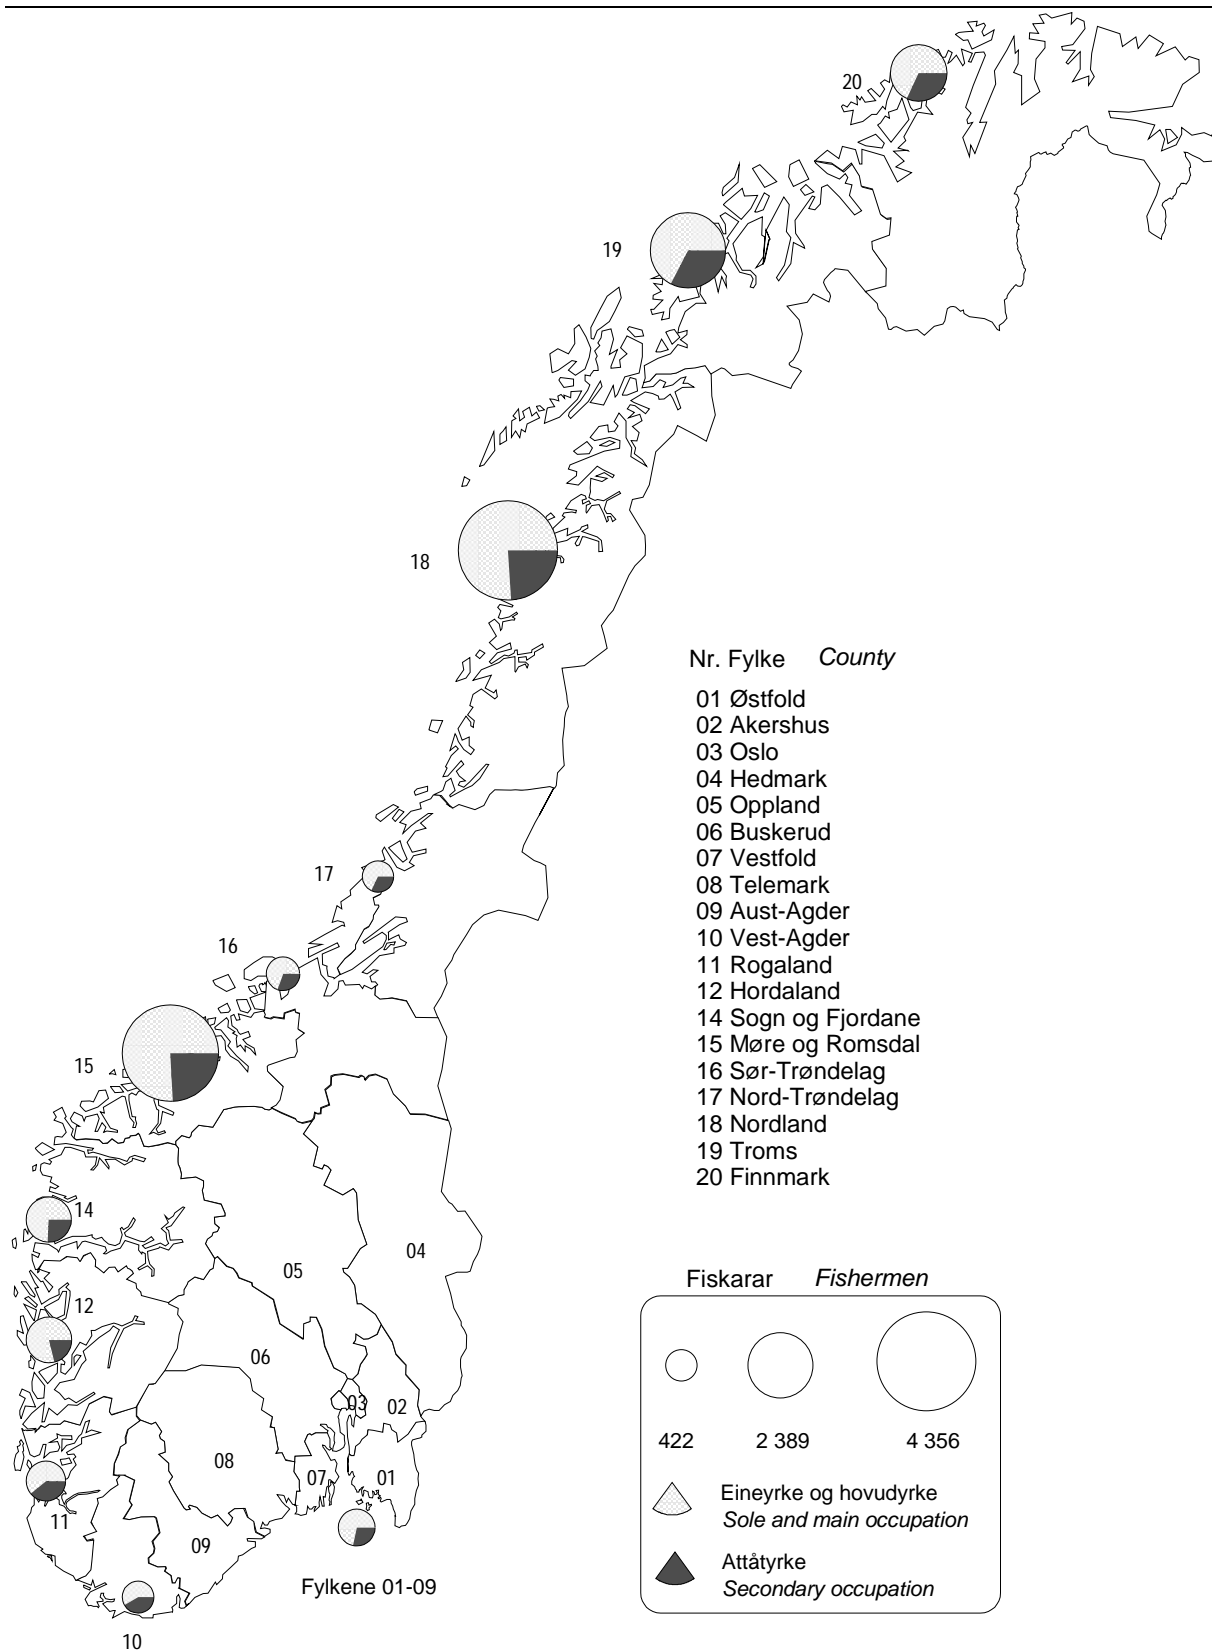 20
19
18
Nr. Fylke County
01 Østfold
02 Akershus
03 Oslo
04 Hedmark
05 Oppland
06 Buskerud
07 Vestfold
08 Telemark
09 Aust-Agder
10 Vest-Agder
11 Rogaland
12 Hordaland
14 Sogn og Fjordane
15 Møre og Romsdal
16 Sør-Trøndelag
17 Nord-Trøndelag
18 Nordland
19 Troms
20 Finnmark
17
16
15
14
04
05
12
06
03
02
08
07
01
11
09
Fylkene 01-09
10
Fiskarar Fishermen
422 2 389 4 356
Eineyrke og hovudyrke
Sole and main occupation
Attåtyrke
Secondary occupation